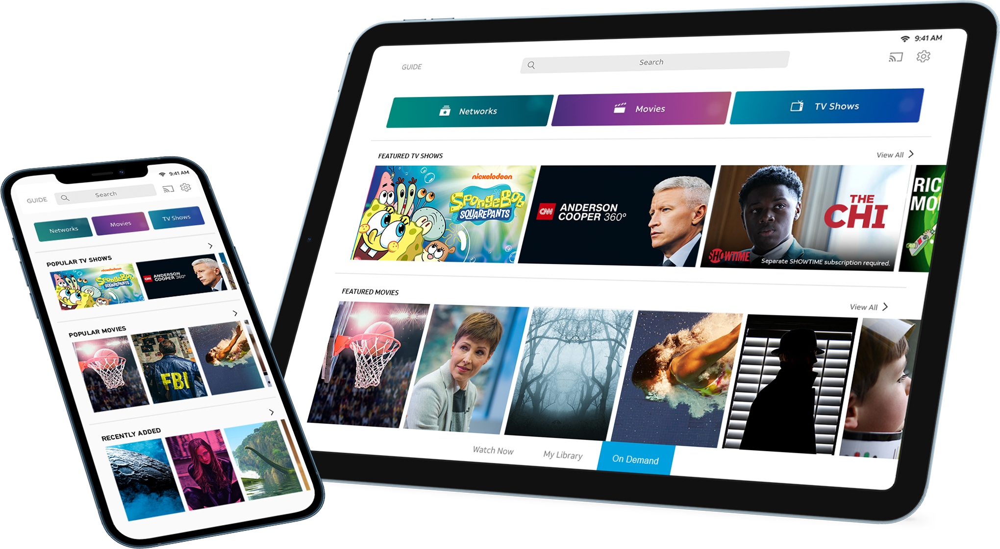 9:41 AM
GUIDE
Search
Networks
Movies
TV Shows
POPULAR TV SHOWS
nickelodeon
SPONGEBOB
SQUAREPANTS
CNN
ANDERSON
COOPER 360°
POPULAR MOVIES
FBI
RECENTLY ADDED
9:41 AM
GUIDE
Search
Networks
Movies
TV Shows
FEATURED TV SHOWS
View All
nickelodeon
SPONGEBOB
SQUAREPANTS
CNN
ANDERSON
COOPER 360°
THE
CHI
SHOWTIME
Separate SHOWTIME subscription required.
RIC
MO
FEATURED MOVIES
View All
Watch Now
My Library
On Demand